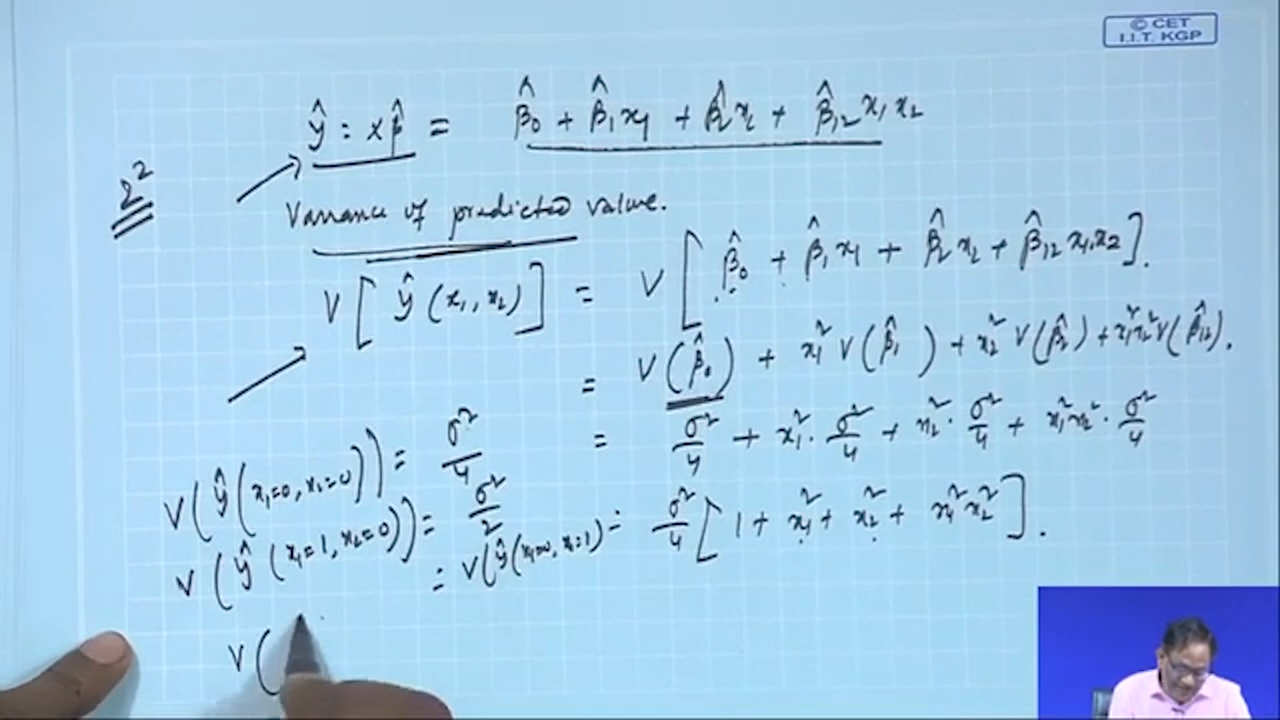 © CET
I.I.T. KGP
ŷ : xβ̂ = β̂₀ + β̂₁x₁ + β̂₂x₂ + β̂₁₂x₁x₂
2²
Variance of predicted value.
V[ŷ(x₁, x₂)] = V[β̂₀ + β̂₁x₁ + β̂₂x₂ + β̂₁₂x₁x₂].
= V(β̂₀) + x₁²V(β̂₁) + x₂²V(β̂₂) + x₁²x₂²V(β̂₁₂).
= σ²/4 + x₁²·σ²/4 + x₂²·σ²/4 + x₁²x₂²·σ²/4
= σ²/4[1 + x₁² + x₂² + x₁²x₂²].
V(ŷ(x₁=0, x₂=0)) = σ²/4
V(ŷ(x₁=1, x₂=0)) = σ²/2
= V(ŷ(x₁=0, x₂=1)
V(